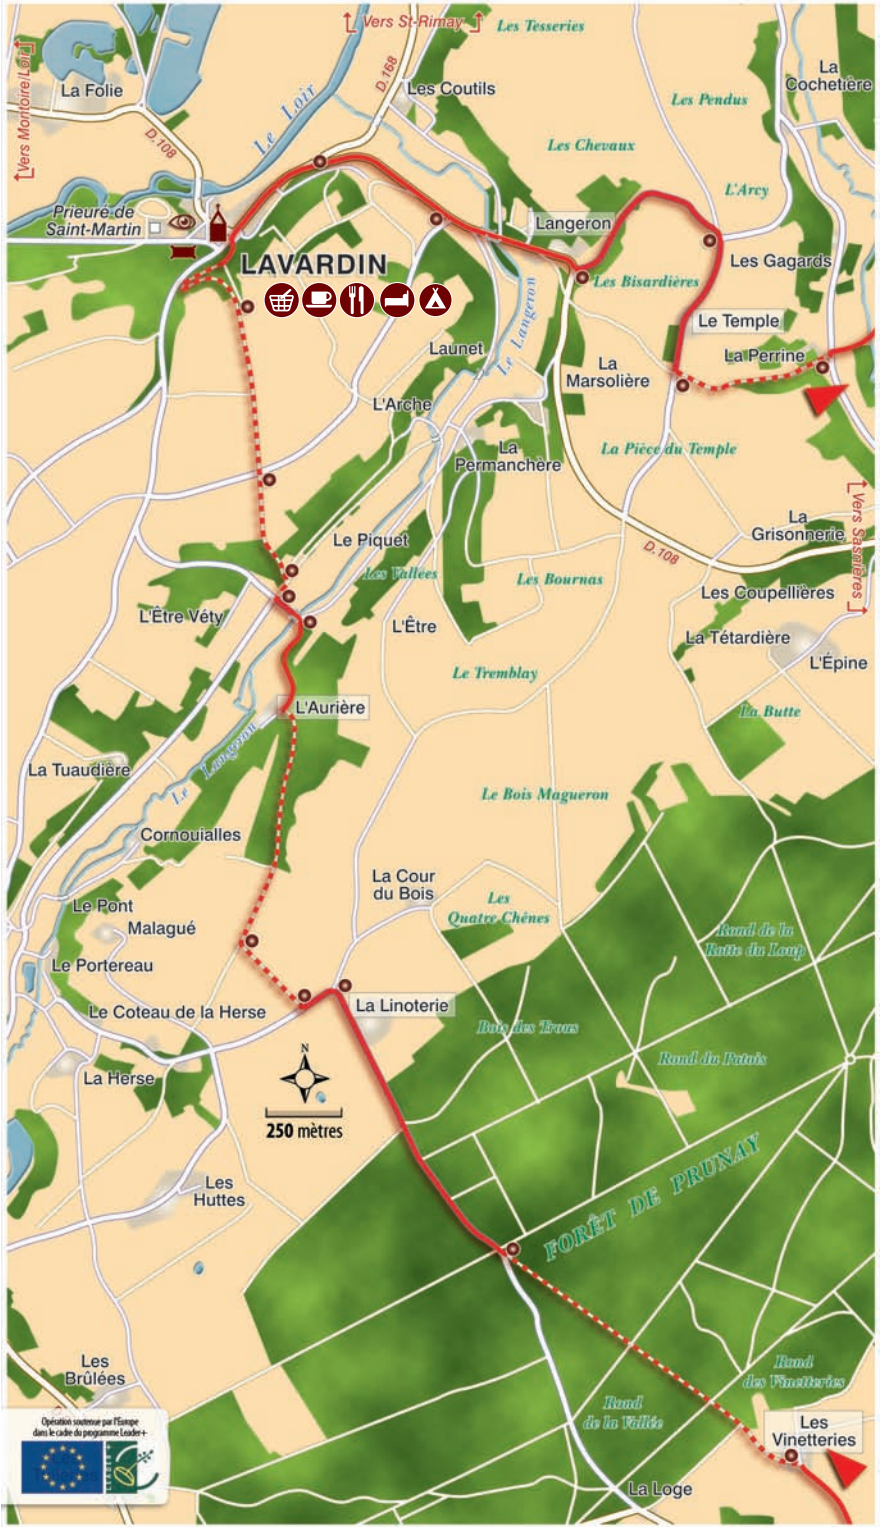 Vers St-Rimay
Les Tesseries
Vers Montoire/Loir
La Folie
D.168
Les Coutils
La
Cochetière
Les Pendus
Le Loir
D.108
Les Chevaux
L'Arcy
Prieuré de
Saint-Martin
Langeron
LAVARDIN
Les Gagards
Les Bisardières
Le Langeron
Le Temple
Launet
La Perrine
La
Marsolière
L'Arche
La
Permanchère
La Pièce du Temple
Vers Sasnières
La
Grisonnerie
Le Piquet
D.108
Les Vallées
Les Bournas
Les Coupellières
L'Être Véty
L'Être
La Tétardière
L'Épine
Le Tremblay
L'Aurière
La Butte
Le Langeron
La Tuaudière
Le Bois Magueron
Cornouialles
La Cour
du Bois
Les
Quatre Chênes
Le Pont
Malagué
Rond de la
Rotte du Loup
Le Portereau
La Linoterie
Le Coteau de la Herse
Bois des Trous
N
Rond du Patois
La Herse
250 mètres
FORÊT DE PRUNAY
Les
Huttes
Les
Brûlées
Rond
des Vinetteries
Rond
de la Vallée
Les
Vinetteries
Opération soutenue par l'Europe
dans le cadre du programme Leader+
LEADER
La Loge